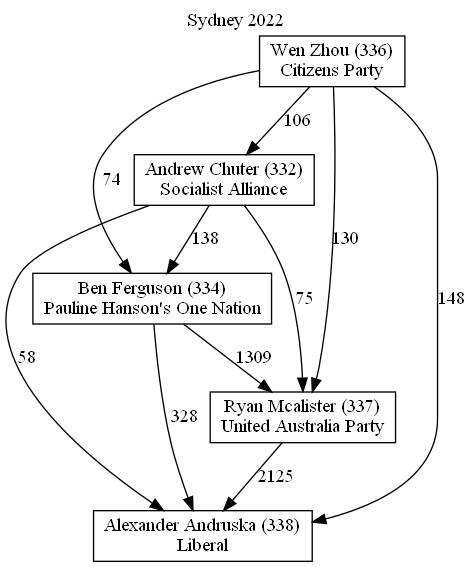 Sydney 2022
Wen Zhou (336)
Citizens Party
106
Andrew Chuter (332)
Socialist Alliance
74
138
130
Ben Ferguson (334)
Pauline Hanson's One Nation
75
148
58
1309
328
Ryan Mcalister (337)
United Australia Party
2125
Alexander Andruska (338)
Liberal